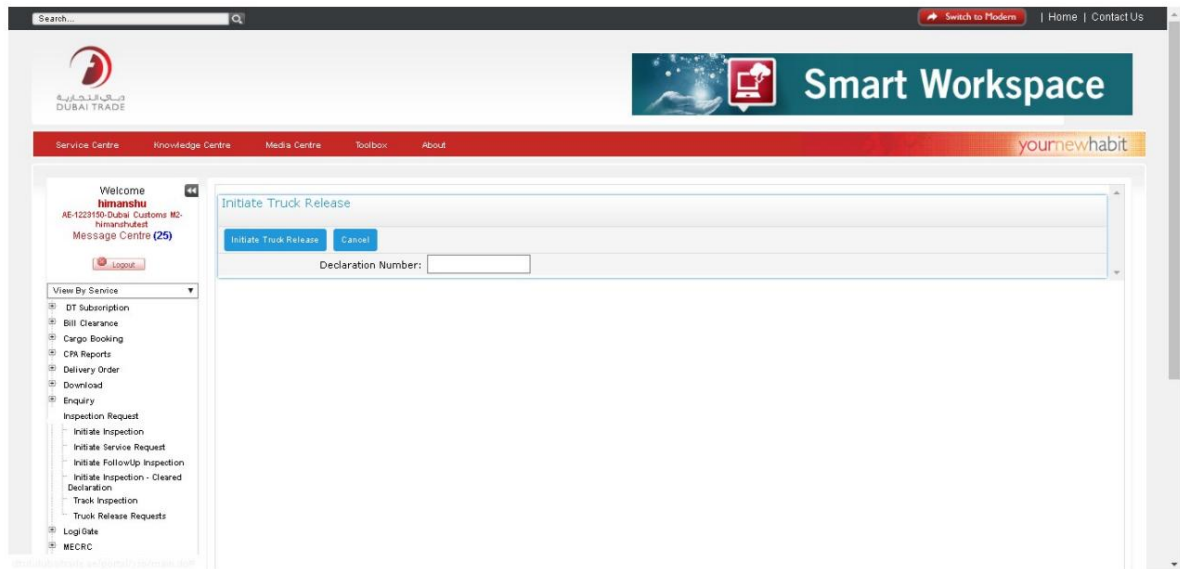 Search...
Switch to Modern | Home | Contact Us
دبي التجارية
DUBAI TRADE
Smart Workspace
Service Centre Knowledge Centre Media Centre Toolbox About
yournewhabit
Welcome
himanshu
AE-1223150-Dubai Customs M2-
himanshutest
Message Centre (25)
Logout
Initiate Truck Release
Initiate Truck Release Cancel
Declaration Number:
View By Service
DT Subscription
Bill Clearance
Cargo Booking
CPA Reports
Delivery Order
Download
Enquiry
Inspection Request
Initiate Inspection
Initiate Service Request
Initiate FollowUp Inspection
Initiate Inspection - Cleared
Declaration
Track Inspection
Truck Release Requests
LogiGate
MECRC